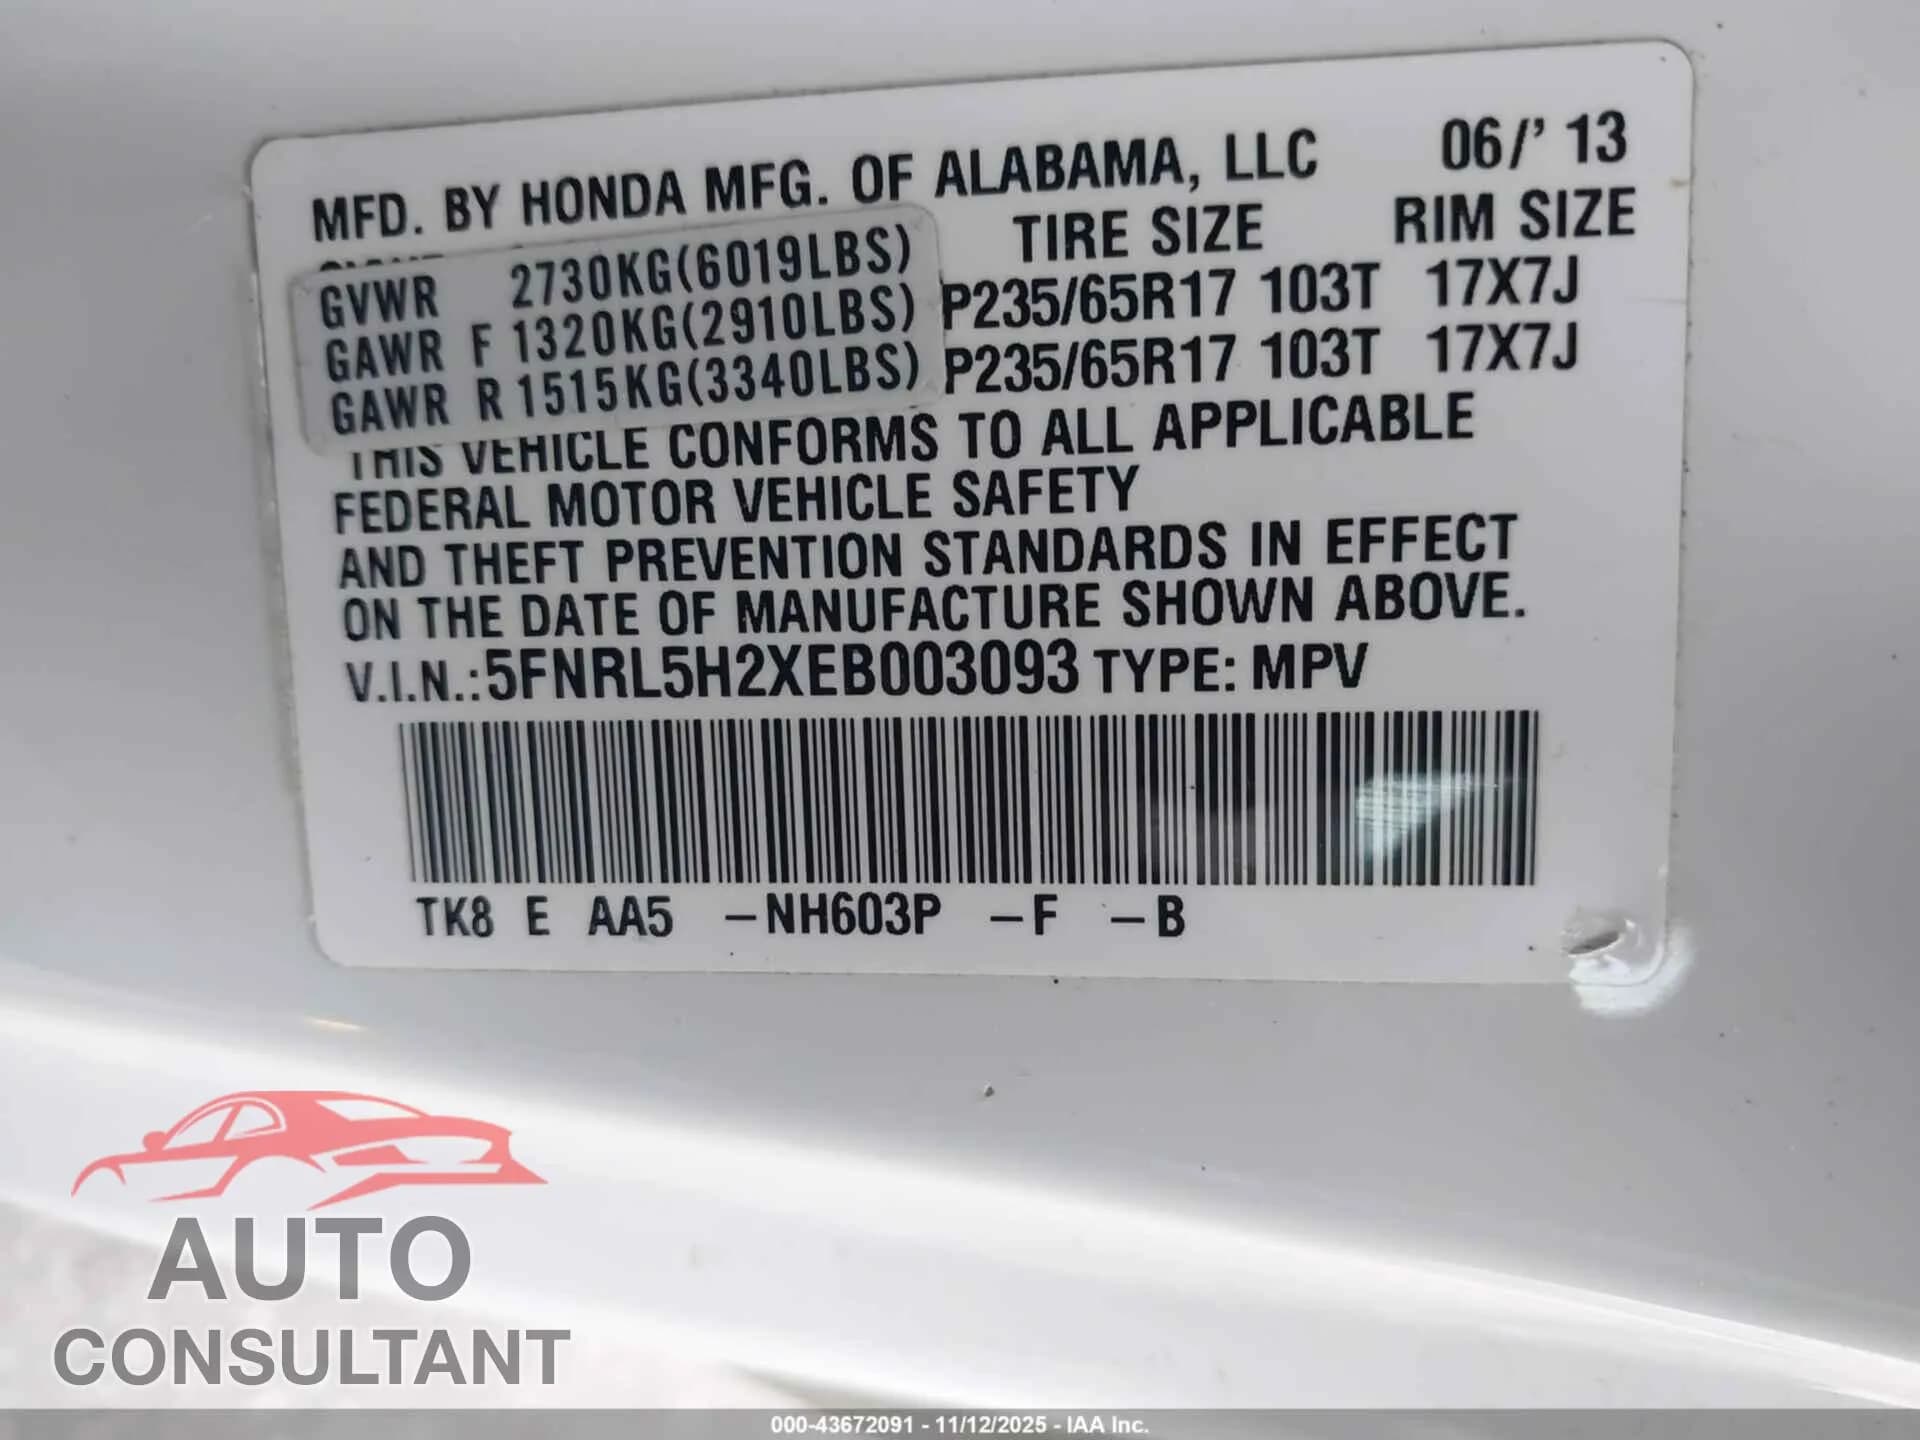 MFD. BY HONDA MFG. OF ALABAMA, LLC 06/' 13
TIRE SIZE RIM SIZE
GVWR 2730KG(6019LBS)
GAWR F 1320KG(2910LBS) P235/65R17 103T 17X7J
GAWR R 1515KG(3340LBS) P235/65R17 103T 17X7J
THIS VEHICLE CONFORMS TO ALL APPLICABLE
FEDERAL MOTOR VEHICLE SAFETY
AND THEFT PREVENTION STANDARDS IN EFFECT
ON THE DATE OF MANUFACTURE SHOWN ABOVE.
V.I.N.:5FNRL5H2XEB003093 TYPE: MPV
TK8 E AA5 -NH603P -F -B
AUTO
CONSULTANT
000-43672091 - 11/12/2025 - IAA Inc.